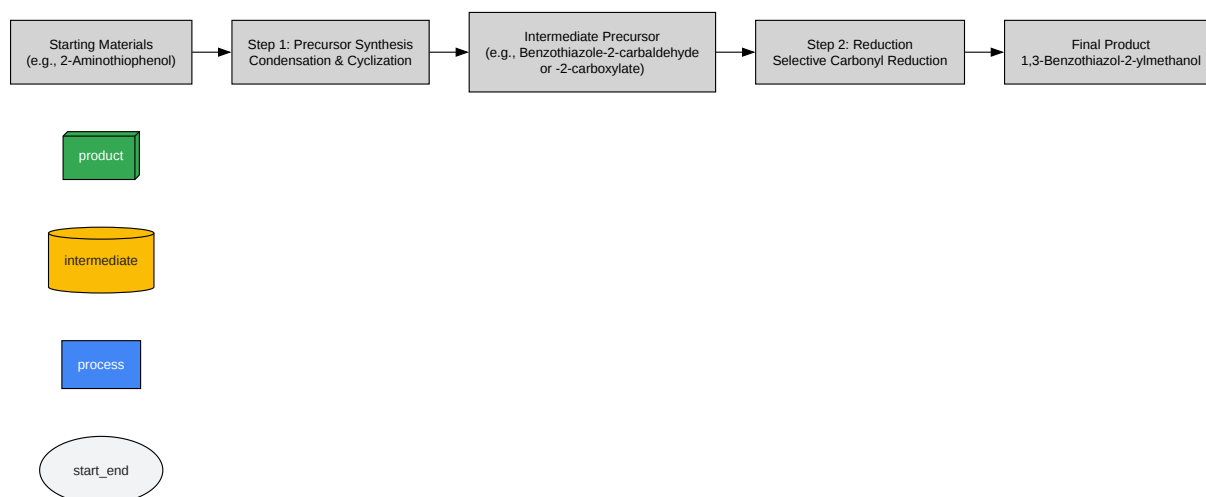 Starting Materials
(e.g., 2-Aminothiophenol)
Step 1: Precursor Synthesis
Condensation & Cyclization
Intermediate Precursor
(e.g., Benzothiazole-2-carbaldehyde
or -2-carboxylate)
Step 2: Reduction
Selective Carbonyl Reduction
Final Product
1,3-Benzothiazol-2-ylmethanol
product
intermediate
process
start_end